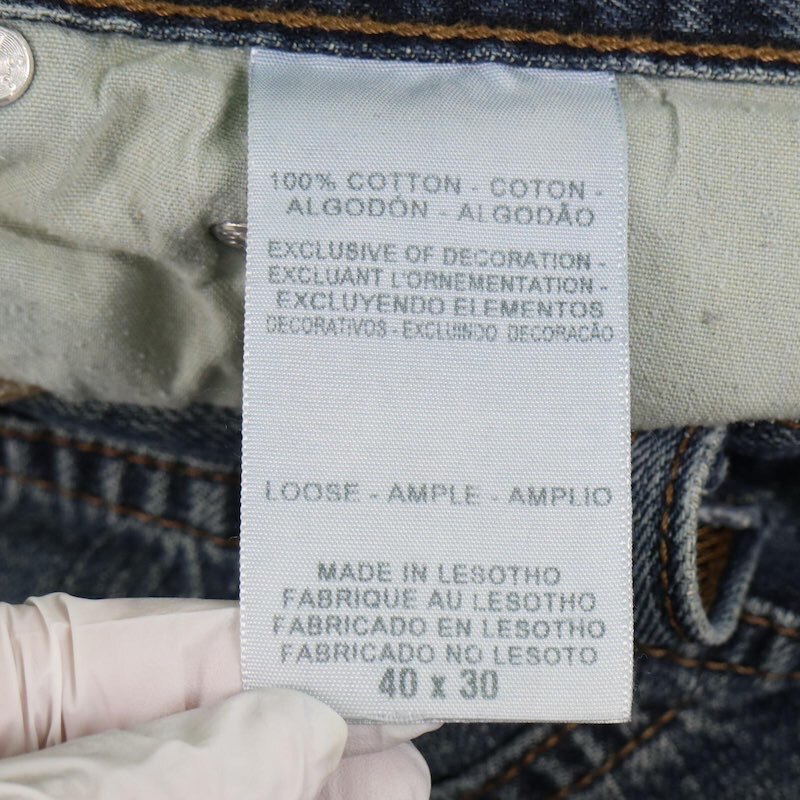 100% COTTON - COTON -
ALGODÓN - ALGODÃO
EXCLUSIVE OF DECORATION -
EXCLUANT L'ORNEMENTATION -
EXCLUYENDO ELEMENTOS
DECORATIVOS - EXCLUINDO DECORAÇÃO
LOOSE - AMPLE - AMPLIO
MADE IN LESOTHO
FABRIQUE AU LESOTHO
FABRICADO EN LESOTHO
FABRICADO NO LESOTO
40 x 30